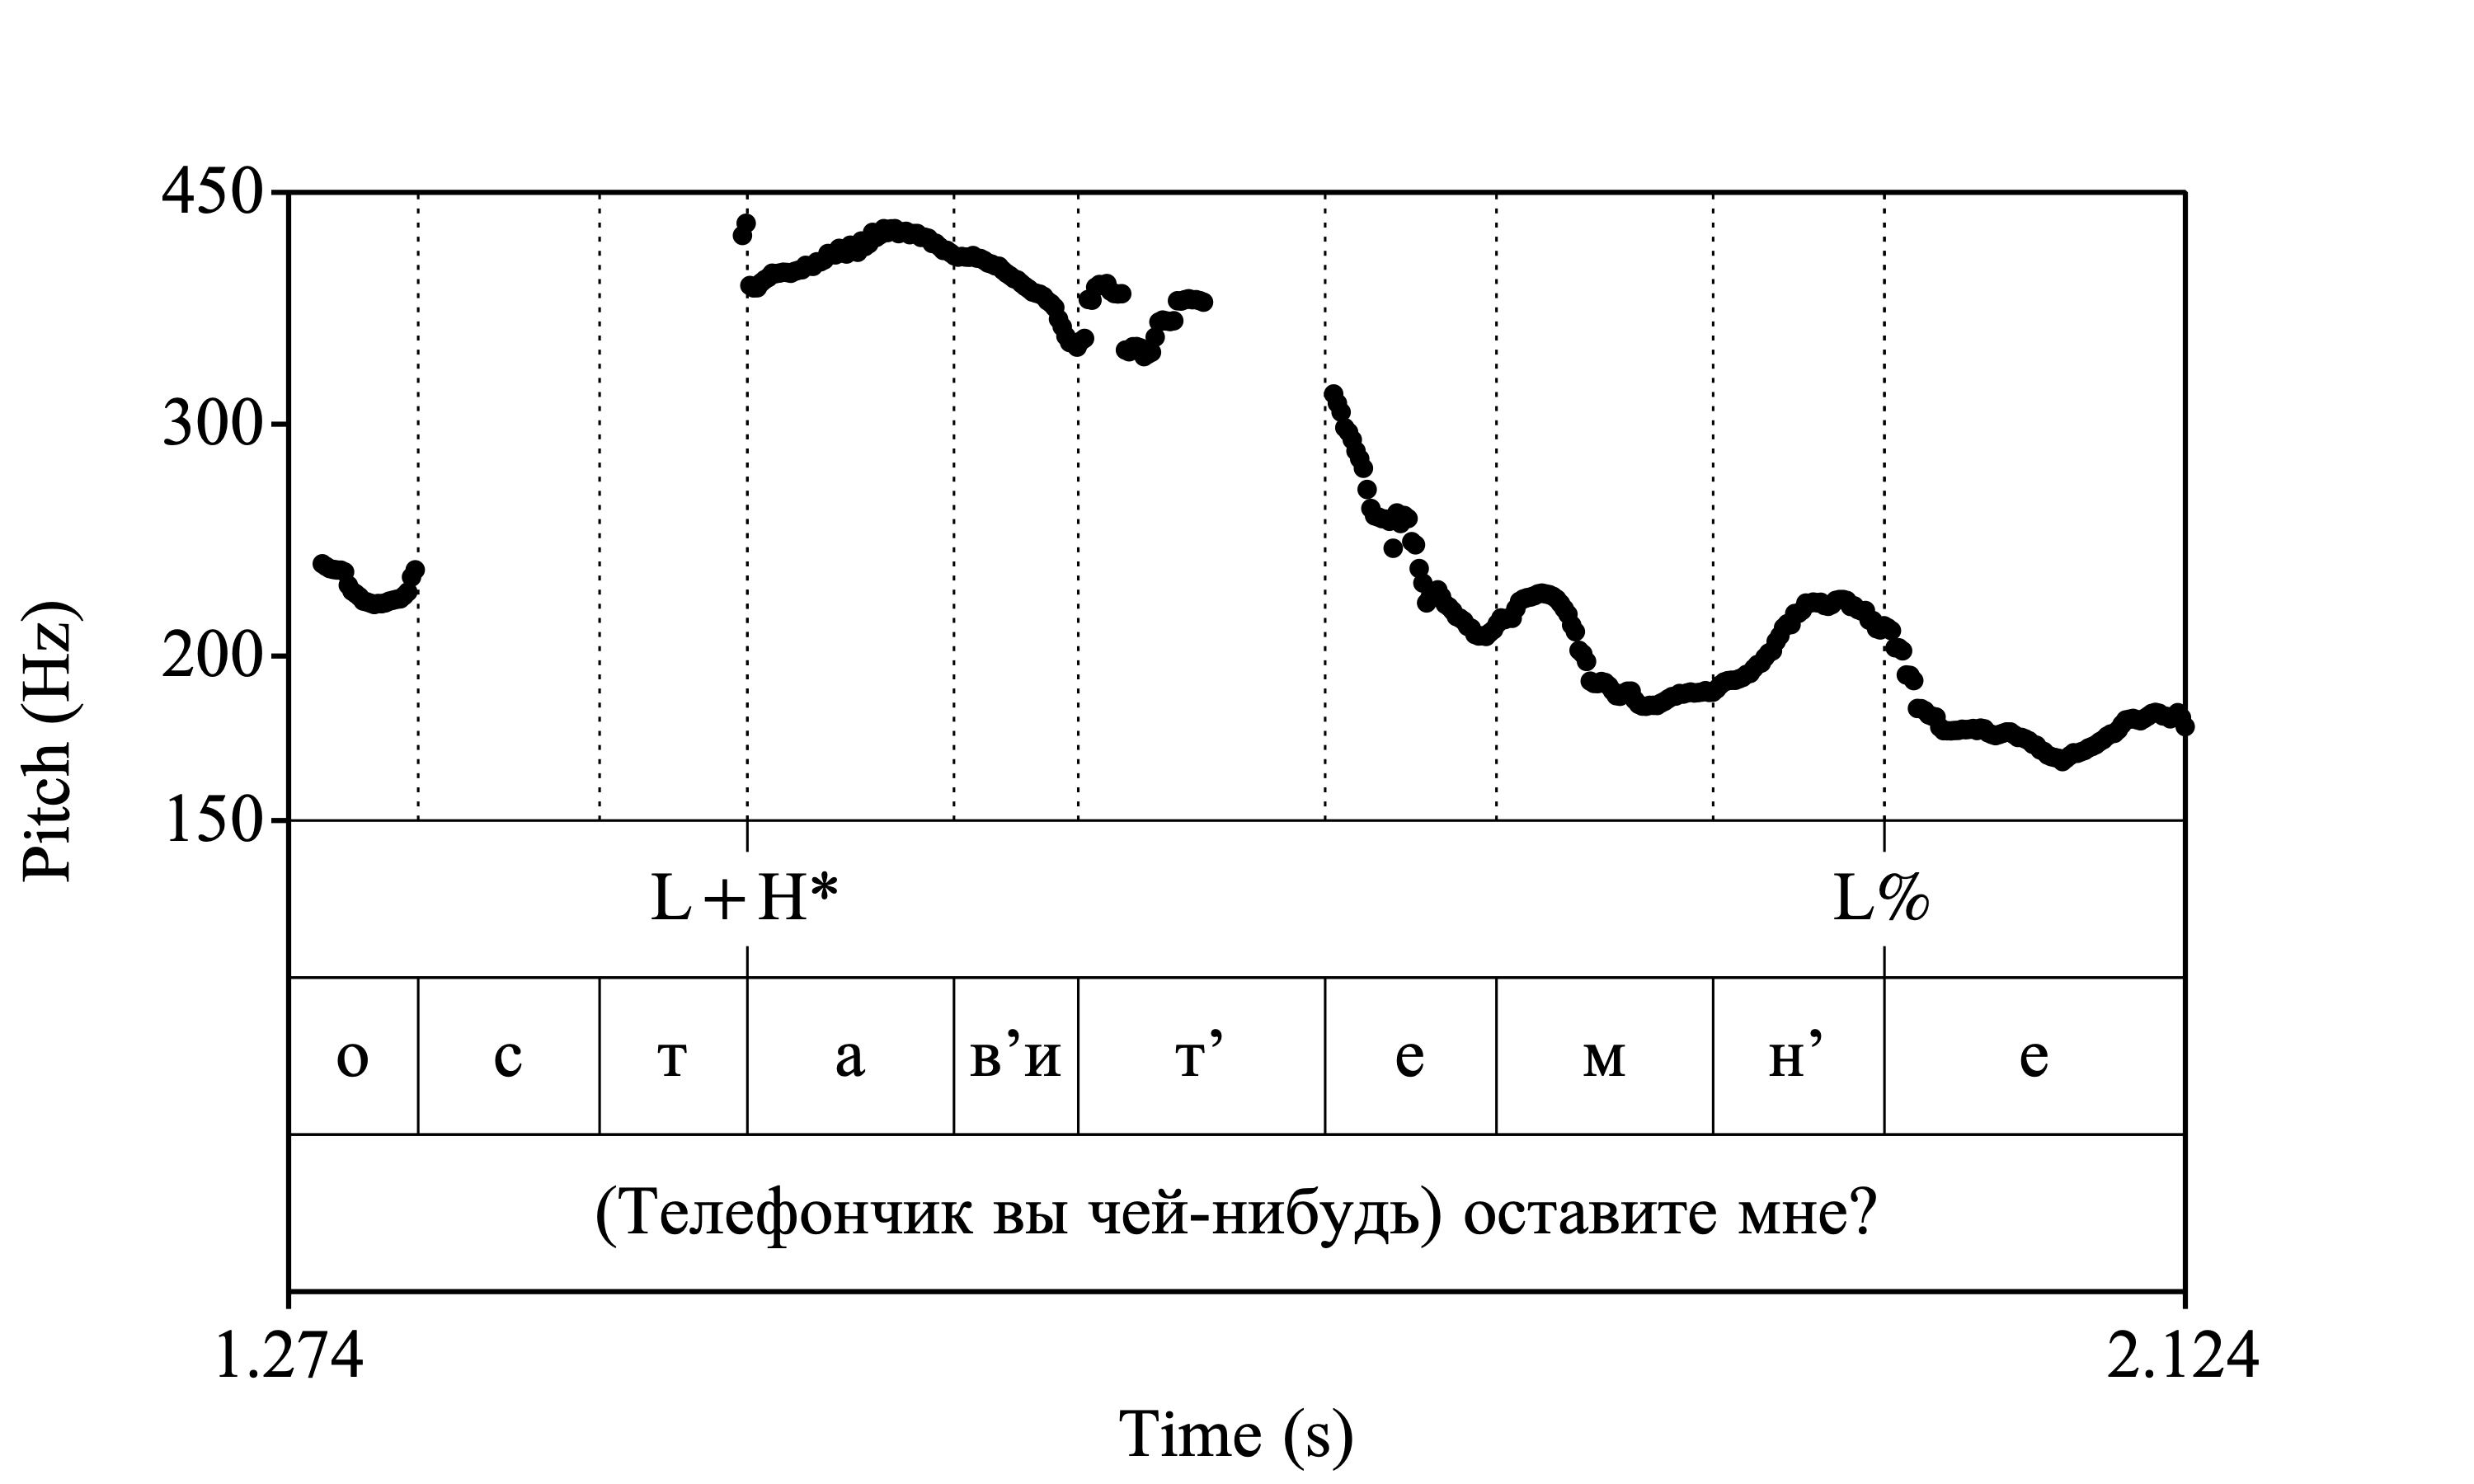 450
300
200
150
Pitch (Hz)
L+H* L%
о с т а в’и т’ е м н’ е
(Телефончик вы чей-нибудь) оставите мне?
1.274 2.124
Time (s)